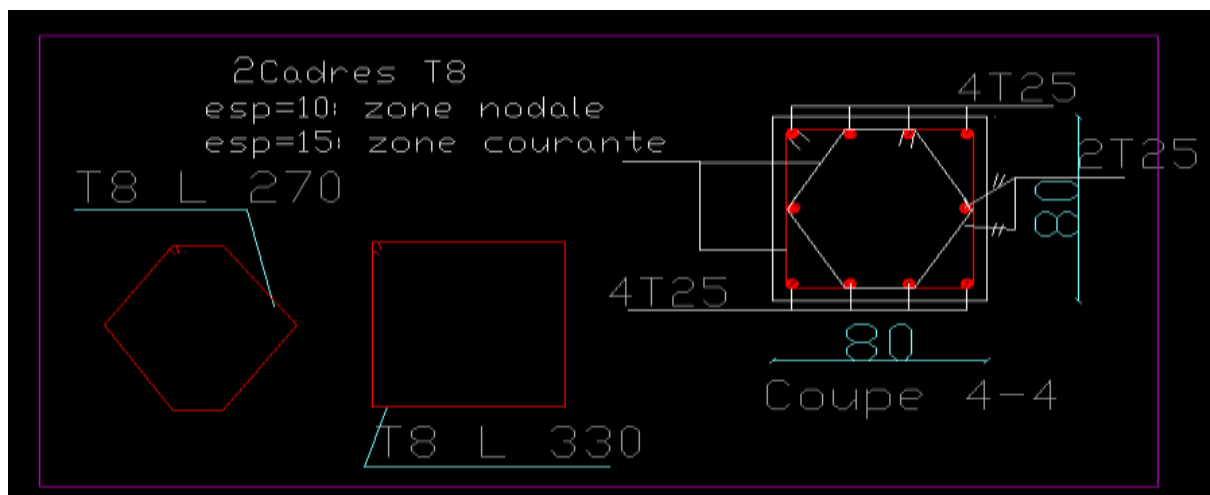 2Cadres T8
esp=10: zone nodale
esp=15: zone courante
T8 L 270
T8 L 330
4T25
2T25
80
4T25
80
Coupe 4-4